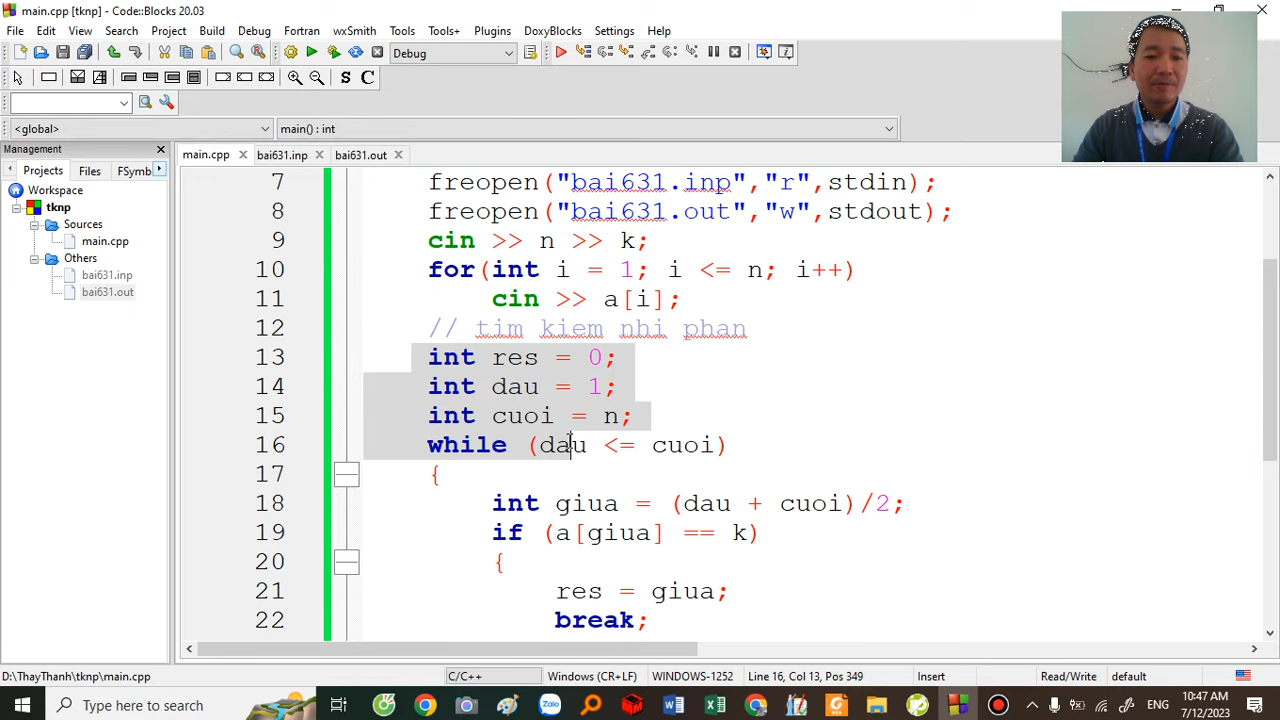 main.cpp [tknp] - Code::Blocks 20.03
File Edit View Search Project Build Debug Fortran wxSmith Tools Tools+ Plugins DoxyBlocks Settings Help
Debug
S C
<global> main() : int
Management
main.cpp bai631.inp bai631.out
Projects Files FSymb
Workspace
tknp
Sources
main.cpp
Others
bai631.inp
bai631.out
7 freopen("bai631.inp","r",stdin);
8 freopen("bai631.out","w",stdout);
9 cin >> n >> k;
10 for(int i = 1; i <= n; i++)
11 cin >> a[i];
12 // tim kiem nhi phan
13 int res = 0;
14 int dau = 1;
15 int cuoi = n;
16 while (dau <= cuoi)
17 {
18 int giua = (dau + cuoi)/2;
19 if (a[giua] == k)
20 {
21 res = giua;
22 break;
D:\ThayThanh\tknp\main.cpp C/C++ Windows (CR+LF) WINDOWS-1252 Line 16, Col 13, Pos 349 Insert Read/Write default
Type here to search
Zalo
ENG
10:47 AM
7/12/2023